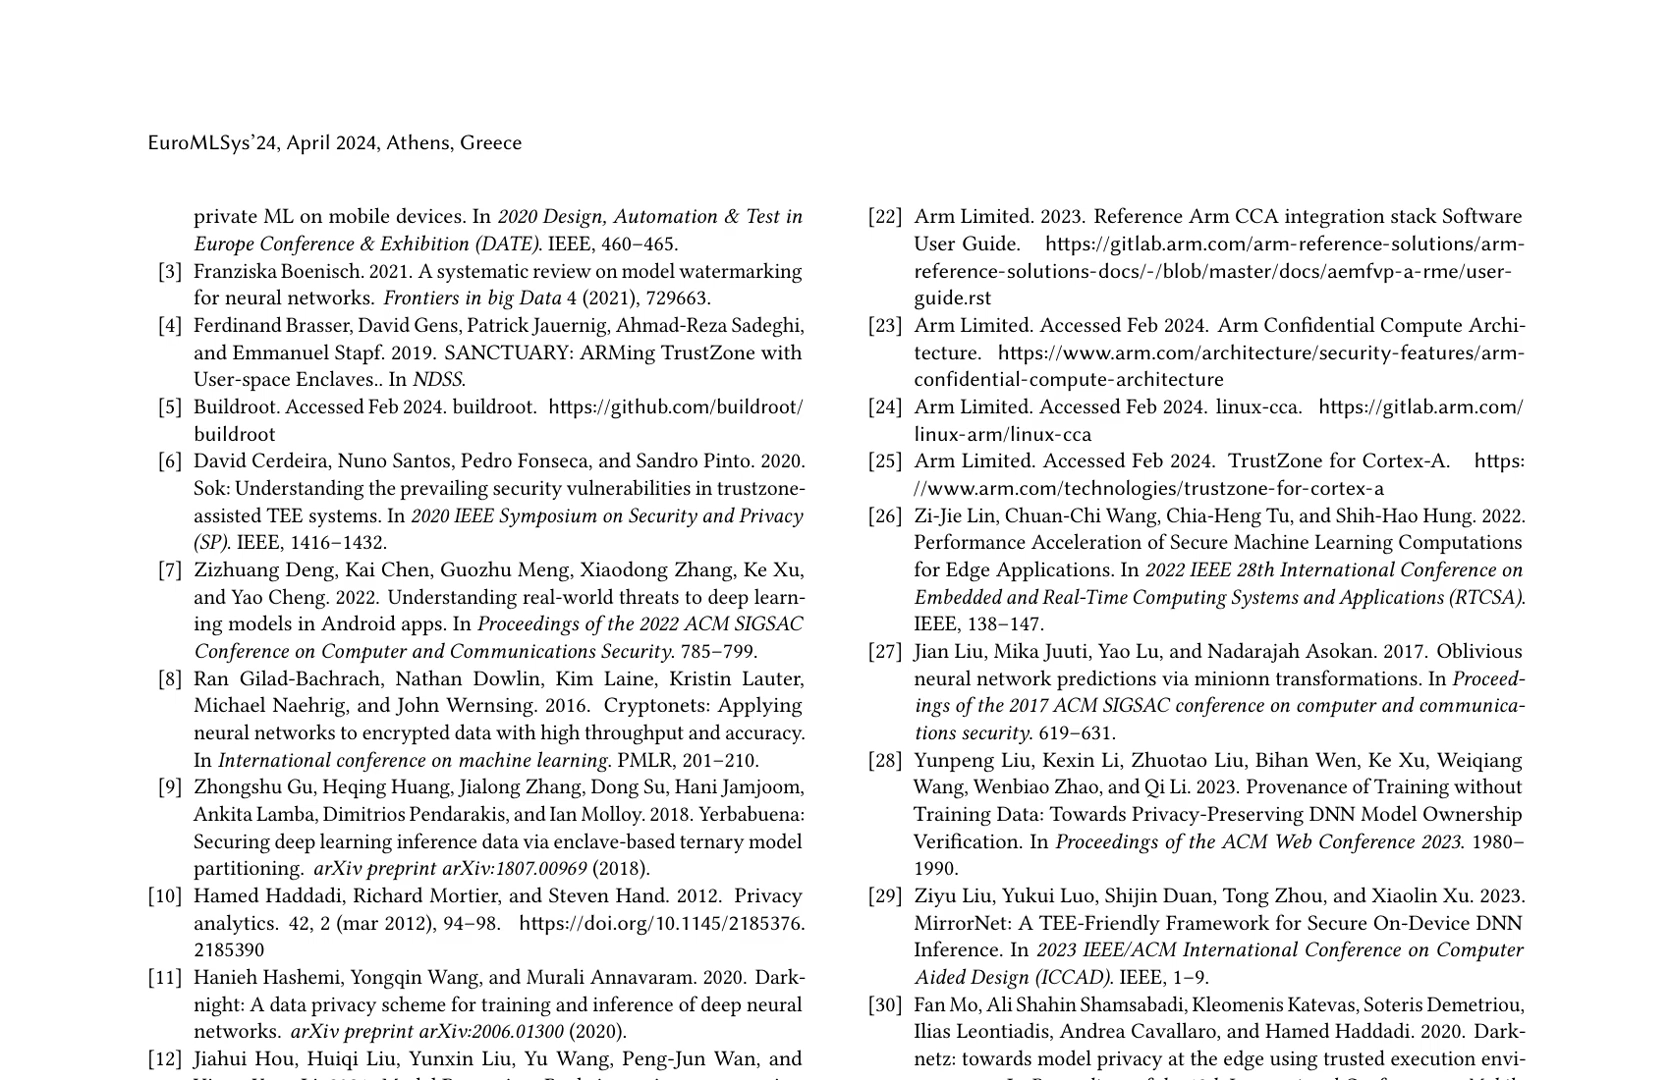 EuroMLSys’24, April 2024, Athens, Greece
private ML on mobile devices. In 2020 Design, Automation & Test in
Europe Conference & Exhibition (DATE). IEEE, 460–465.
[3] Franziska Boenisch. 2021. A systematic review on model watermarking
for neural networks. Frontiers in big Data 4 (2021), 729663.
[4] Ferdinand Brasser, David Gens, Patrick Jauernig, Ahmad-Reza Sadeghi,
and Emmanuel Stapf. 2019. SANCTUARY: ARMing TrustZone with
User-space Enclaves.. In NDSS.
[5] Buildroot. Accessed Feb 2024. buildroot. https://github.com/buildroot/
buildroot
[6] David Cerdeira, Nuno Santos, Pedro Fonseca, and Sandro Pinto. 2020.
Sok: Understanding the prevailing security vulnerabilities in trustzone-
assisted TEE systems. In 2020 IEEE Symposium on Security and Privacy
(SP). IEEE, 1416–1432.
[7] Zizhuang Deng, Kai Chen, Guozhu Meng, Xiaodong Zhang, Ke Xu,
and Yao Cheng. 2022. Understanding real-world threats to deep learn-
ing models in Android apps. In Proceedings of the 2022 ACM SIGSAC
Conference on Computer and Communications Security. 785–799.
[8] Ran Gilad-Bachrach, Nathan Dowlin, Kim Laine, Kristin Lauter,
Michael Naehrig, and John Wernsing. 2016. Cryptonets: Applying
neural networks to encrypted data with high throughput and accuracy.
In International conference on machine learning. PMLR, 201–210.
[9] Zhongshu Gu, Heqing Huang, Jialong Zhang, Dong Su, Hani Jamjoom,
Ankita Lamba, Dimitrios Pendarakis, and Ian Molloy. 2018. Yerbabuena:
Securing deep learning inference data via enclave-based ternary model
partitioning. arXiv preprint arXiv:1807.00969 (2018).
[10] Hamed Haddadi, Richard Mortier, and Steven Hand. 2012. Privacy
analytics. 42, 2 (mar 2012), 94–98. https://doi.org/10.1145/2185376.
2185390
[11] Hanieh Hashemi, Yongqin Wang, and Murali Annavaram. 2020. Dark-
night: A data privacy scheme for training and inference of deep neural
networks. arXiv preprint arXiv:2006.01300 (2020).
[12] Jiahui Hou, Huiqi Liu, Yunxin Liu, Yu Wang, Peng-Jun Wan, and
[22] Arm Limited. 2023. Reference Arm CCA integration stack Software
User Guide. https://gitlab.arm.com/arm-reference-solutions/arm-
reference-solutions-docs/-/blob/master/docs/aemfvp-a-rme/user-
guide.rst
[23] Arm Limited. Accessed Feb 2024. Arm Confidential Compute Archi-
tecture. https://www.arm.com/architecture/security-features/arm-
confidential-compute-architecture
[24] Arm Limited. Accessed Feb 2024. linux-cca. https://gitlab.arm.com/
linux-arm/linux-cca
[25] Arm Limited. Accessed Feb 2024. TrustZone for Cortex-A. https:
//www.arm.com/technologies/trustzone-for-cortex-a
[26] Zi-Jie Lin, Chuan-Chi Wang, Chia-Heng Tu, and Shih-Hao Hung. 2022.
Performance Acceleration of Secure Machine Learning Computations
for Edge Applications. In 2022 IEEE 28th International Conference on
Embedded and Real-Time Computing Systems and Applications (RTCSA).
IEEE, 138–147.
[27] Jian Liu, Mika Juuti, Yao Lu, and Nadarajah Asokan. 2017. Oblivious
neural network predictions via minionn transformations. In Proceed-
ings of the 2017 ACM SIGSAC conference on computer and communica-
tions security. 619–631.
[28] Yunpeng Liu, Kexin Li, Zhuotao Liu, Bihan Wen, Ke Xu, Weiqiang
Wang, Wenbiao Zhao, and Qi Li. 2023. Provenance of Training without
Training Data: Towards Privacy-Preserving DNN Model Ownership
Verification. In Proceedings of the ACM Web Conference 2023. 1980–
1990.
[29] Ziyu Liu, Yukui Luo, Shijin Duan, Tong Zhou, and Xiaolin Xu. 2023.
MirrorNet: A TEE-Friendly Framework for Secure On-Device DNN
Inference. In 2023 IEEE/ACM International Conference on Computer
Aided Design (ICCAD). IEEE, 1–9.
[30] Fan Mo, Ali Shahin Shamsabadi, Kleomenis Katevas, Soteris Demetriou,
Ilias Leontiadis, Andrea Cavallaro, and Hamed Haddadi. 2020. Dark-
netz: towards model privacy at the edge using trusted execution envi-